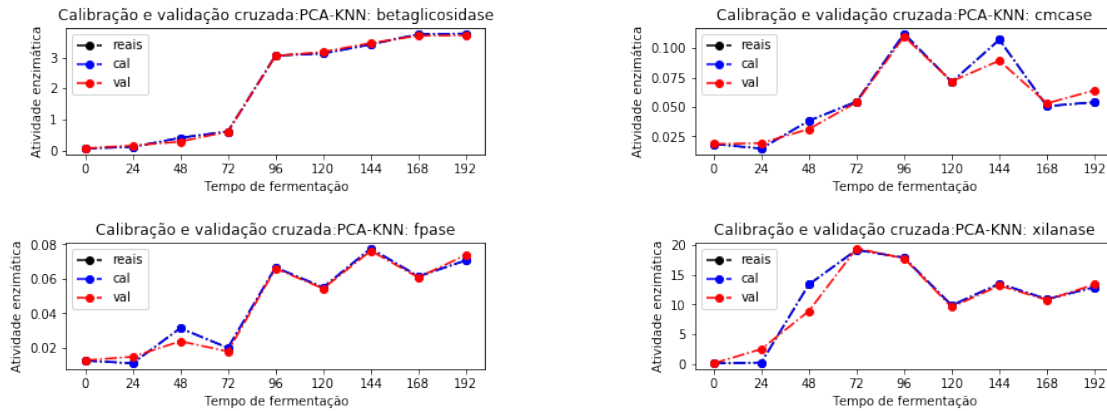 Calibração e validação cruzada:PCA-KNN: betaglicosidase
Atividade enzimática
3
2
1
0
reais
cal
val
0 24 48 72 96 120 144 168 192
Tempo de fermentação
Calibração e validação cruzada:PCA-KNN: cmcase
Atividade enzimática
0.100
0.075
0.050
0.025
reais
cal
val
0 24 48 72 96 120 144 168 192
Tempo de fermentação
Calibração e validação cruzada:PCA-KNN: fpase
Atividade enzimática
0.08
0.06
0.04
0.02
reais
cal
val
0 24 48 72 96 120 144 168 192
Tempo de fermentação
Calibração e validação cruzada:PCA-KNN: xilanase
Atividade enzimática
20
15
10
5
0
reais
cal
val
0 24 48 72 96 120 144 168 192
Tempo de fermentação